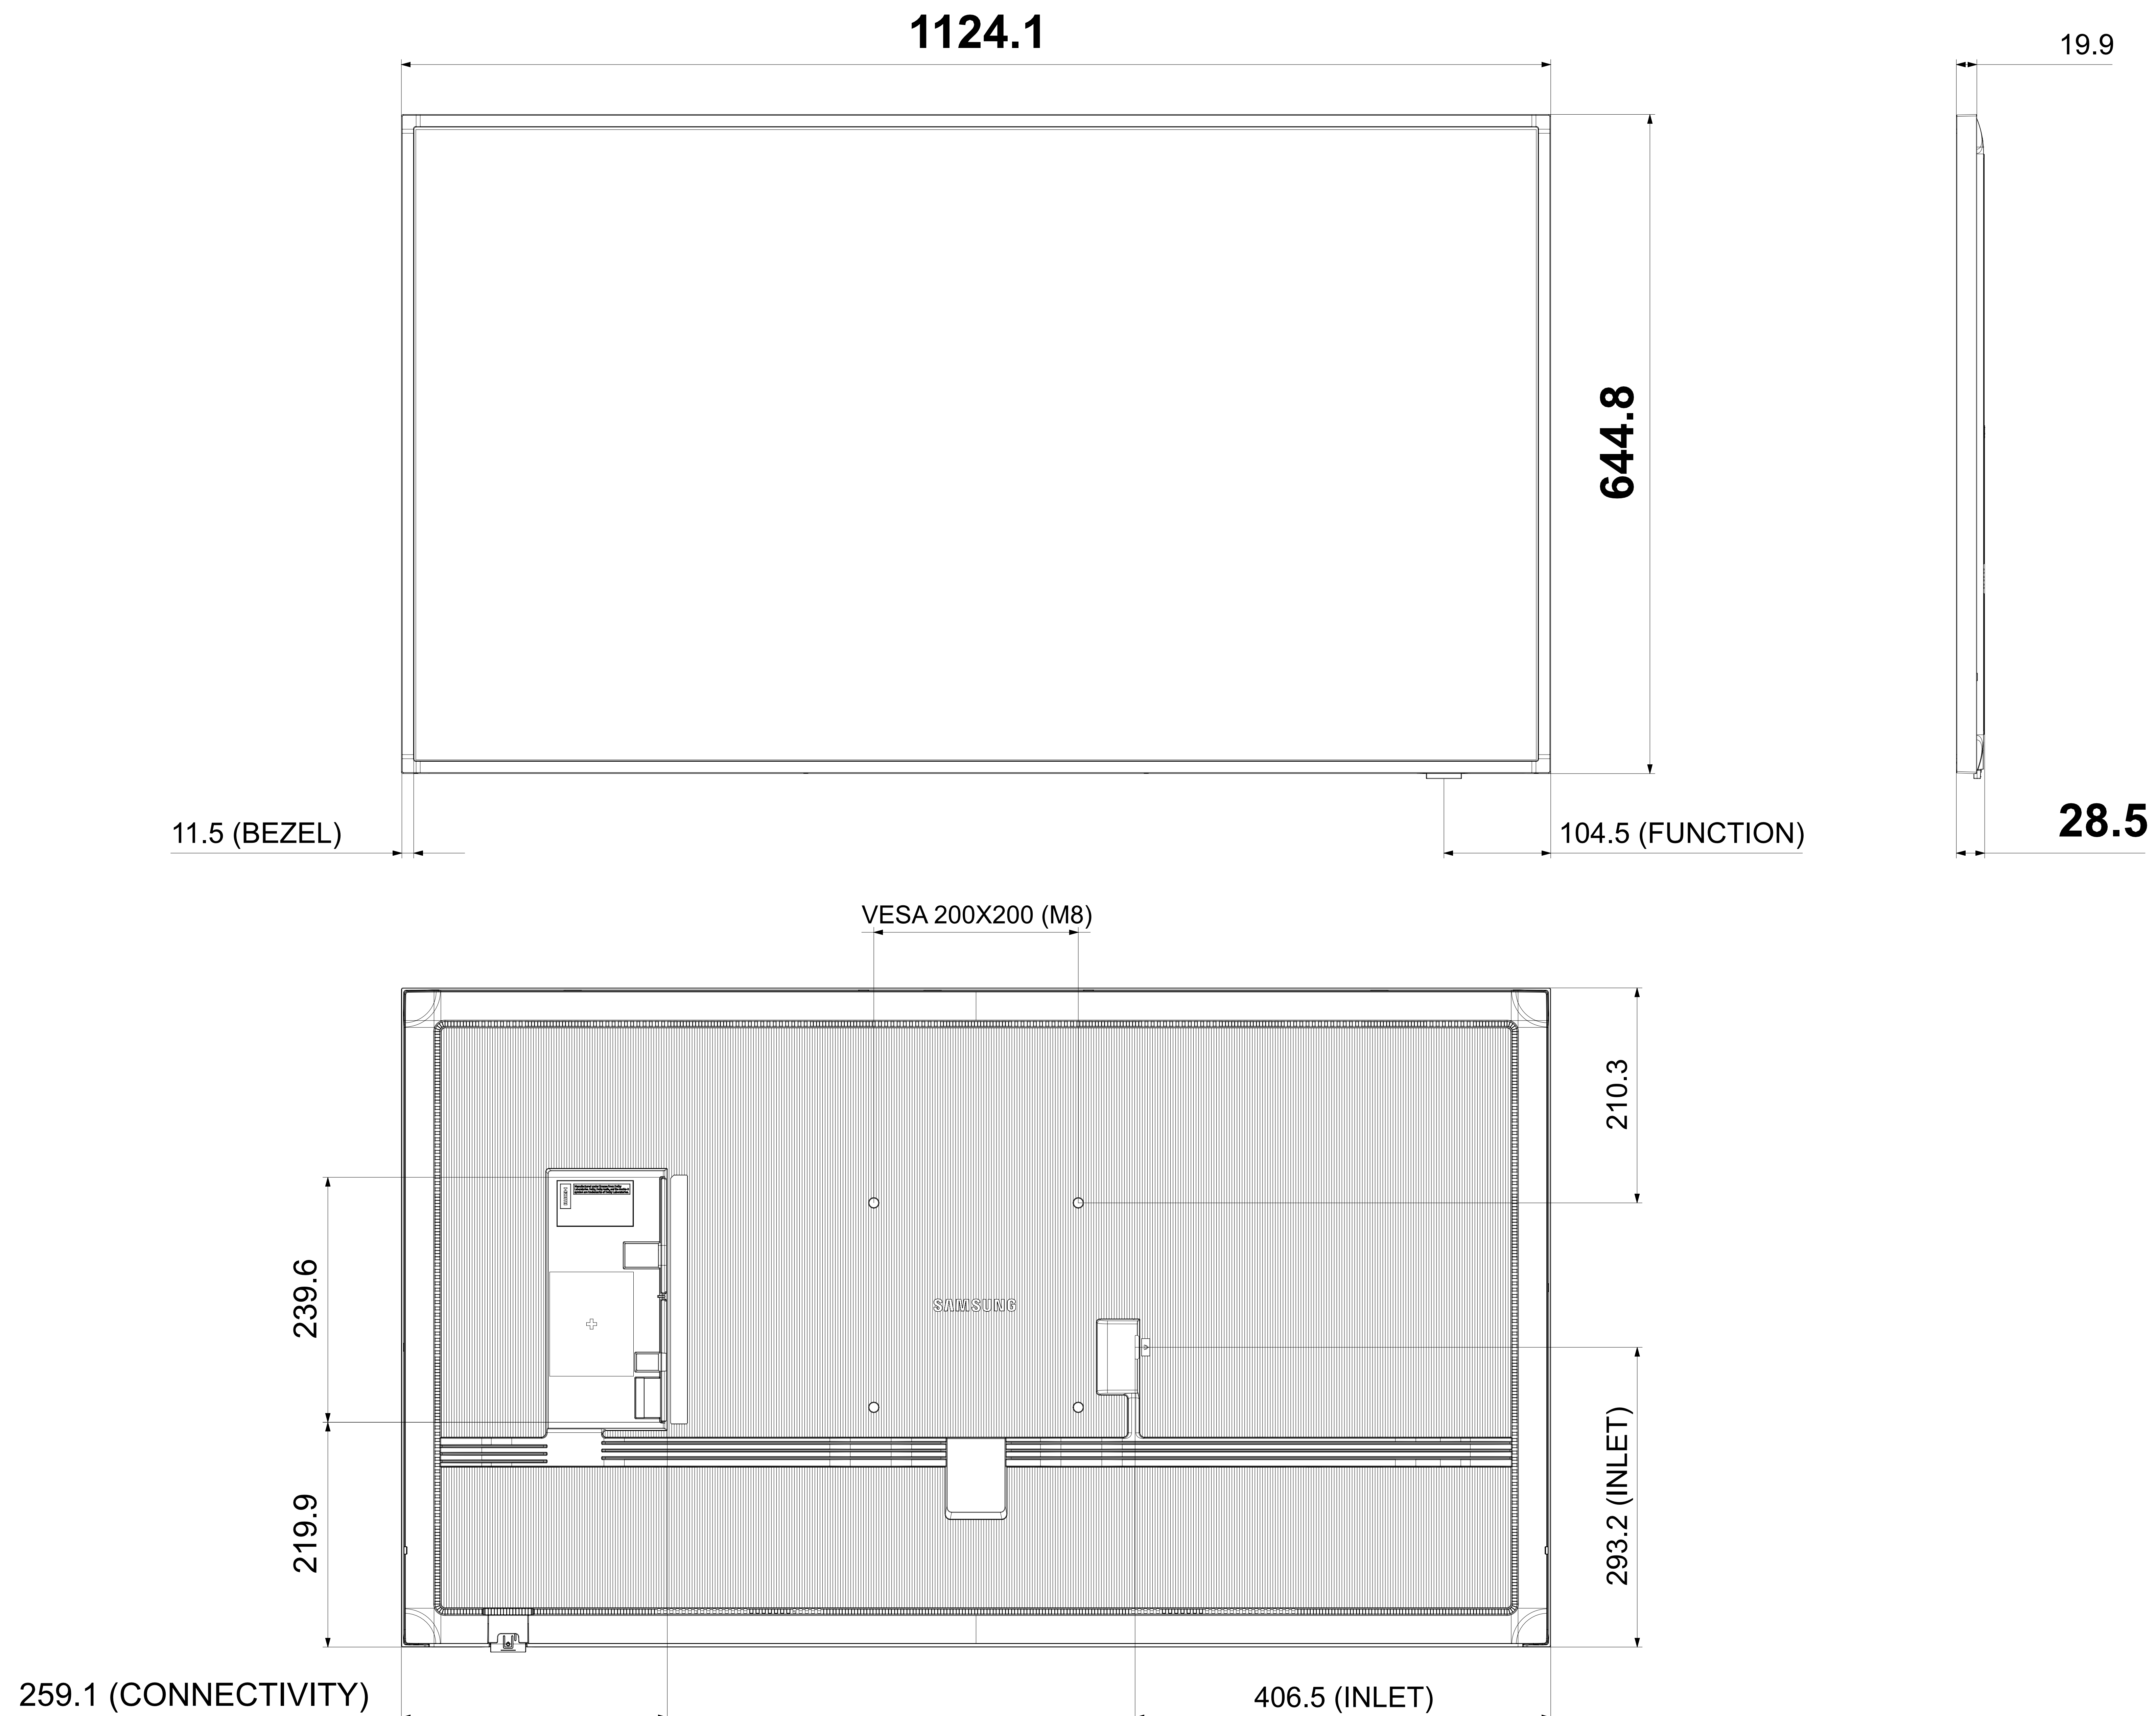 1124.1
19.9
644.8
11.5 (BEZEL)
104.5 (FUNCTION)
28.5
VESA 200X200 (M8)
210.3
239.6
SAMSUNG
293.2 (INLET)
219.9
259.1 (CONNECTIVITY)
406.5 (INLET)